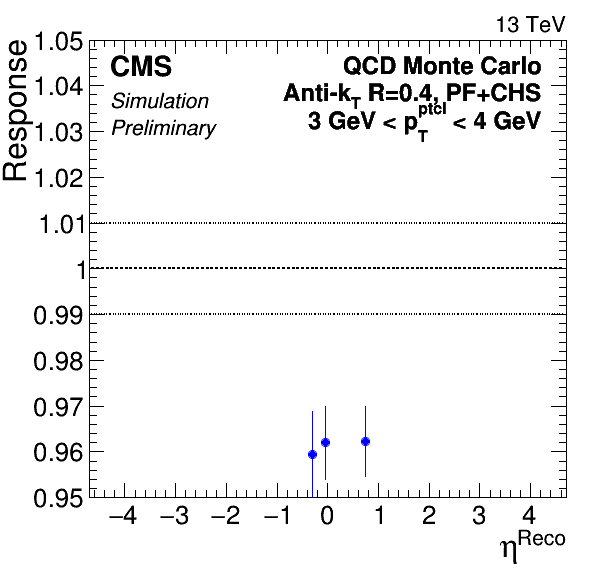 13 TeV
Response
CMS
Simulation
Preliminary
QCD Monte Carlo
Anti-kT R=0.4, PF+CHS
3 GeV < pT^ptcl < 4 GeV
1.05
1.04
1.03
1.02
1.01
1
0.99
0.98
0.97
0.96
0.95
−4 −3 −2 −1 0 1 2 3 4
η^Reco